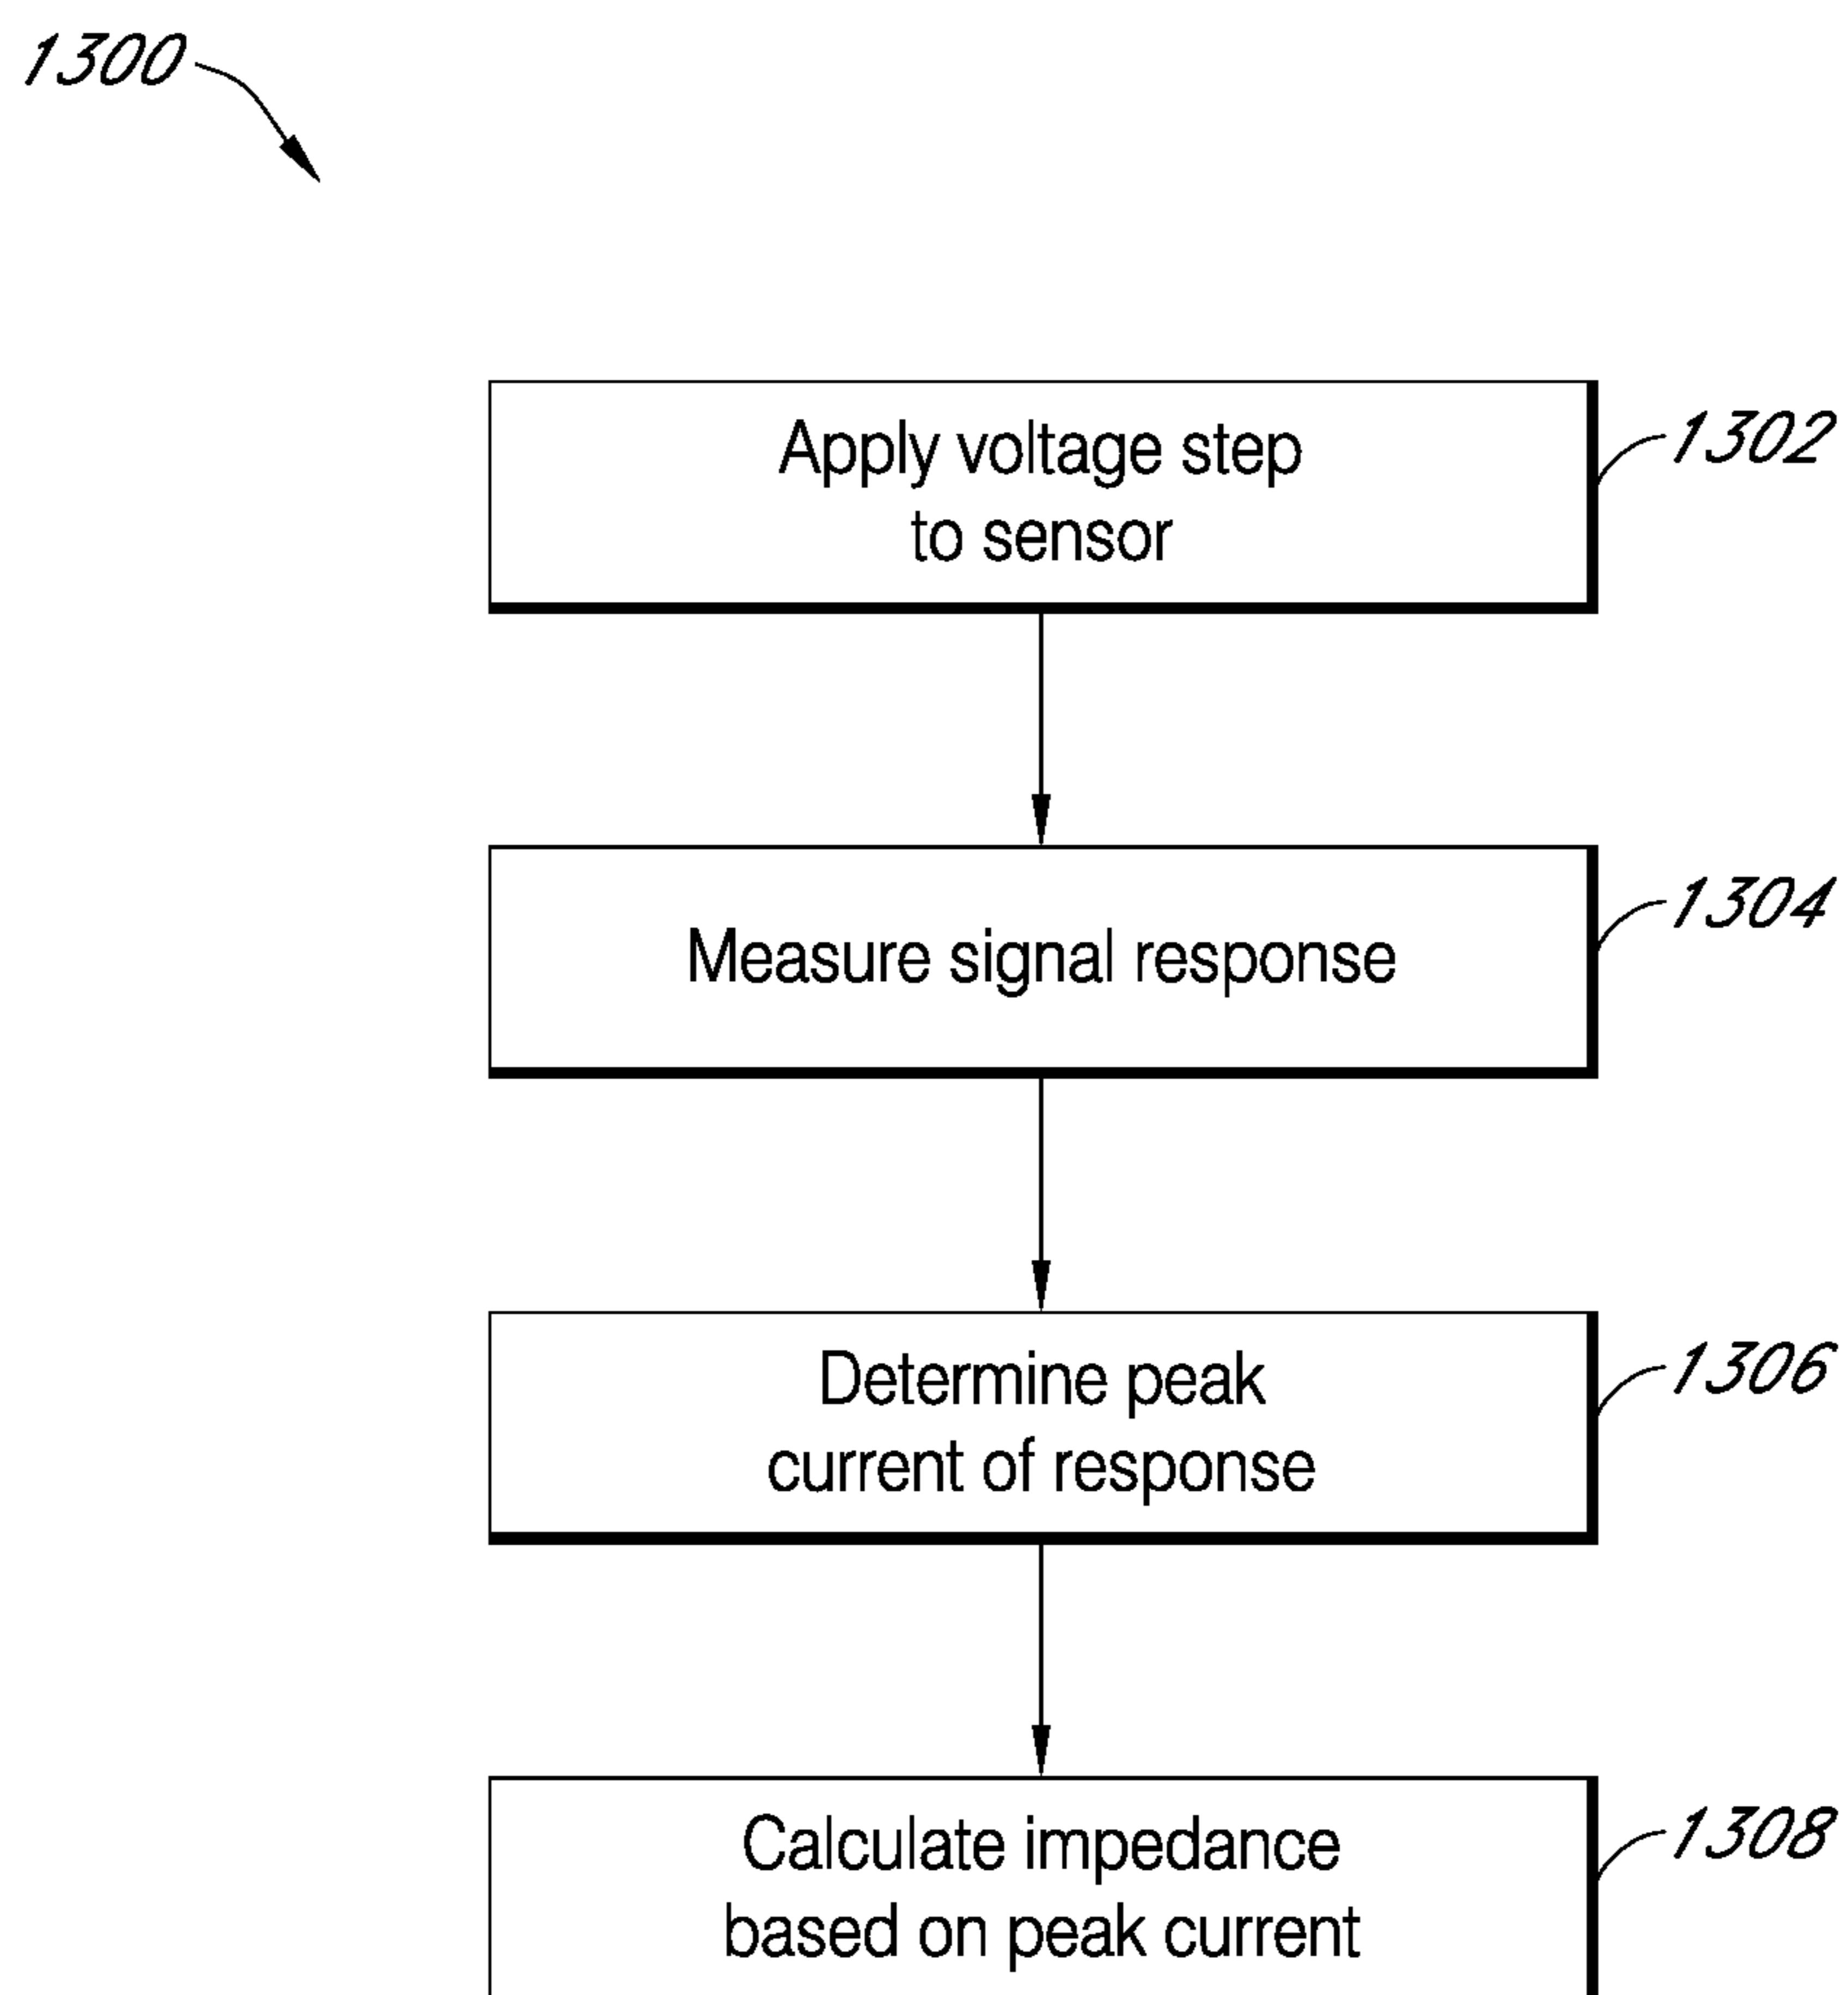 1300
Apply voltage step
to sensor
1302
Measure signal response
1304
Determine peak
current of response
1306
Calculate impedance
based on peak current
1308